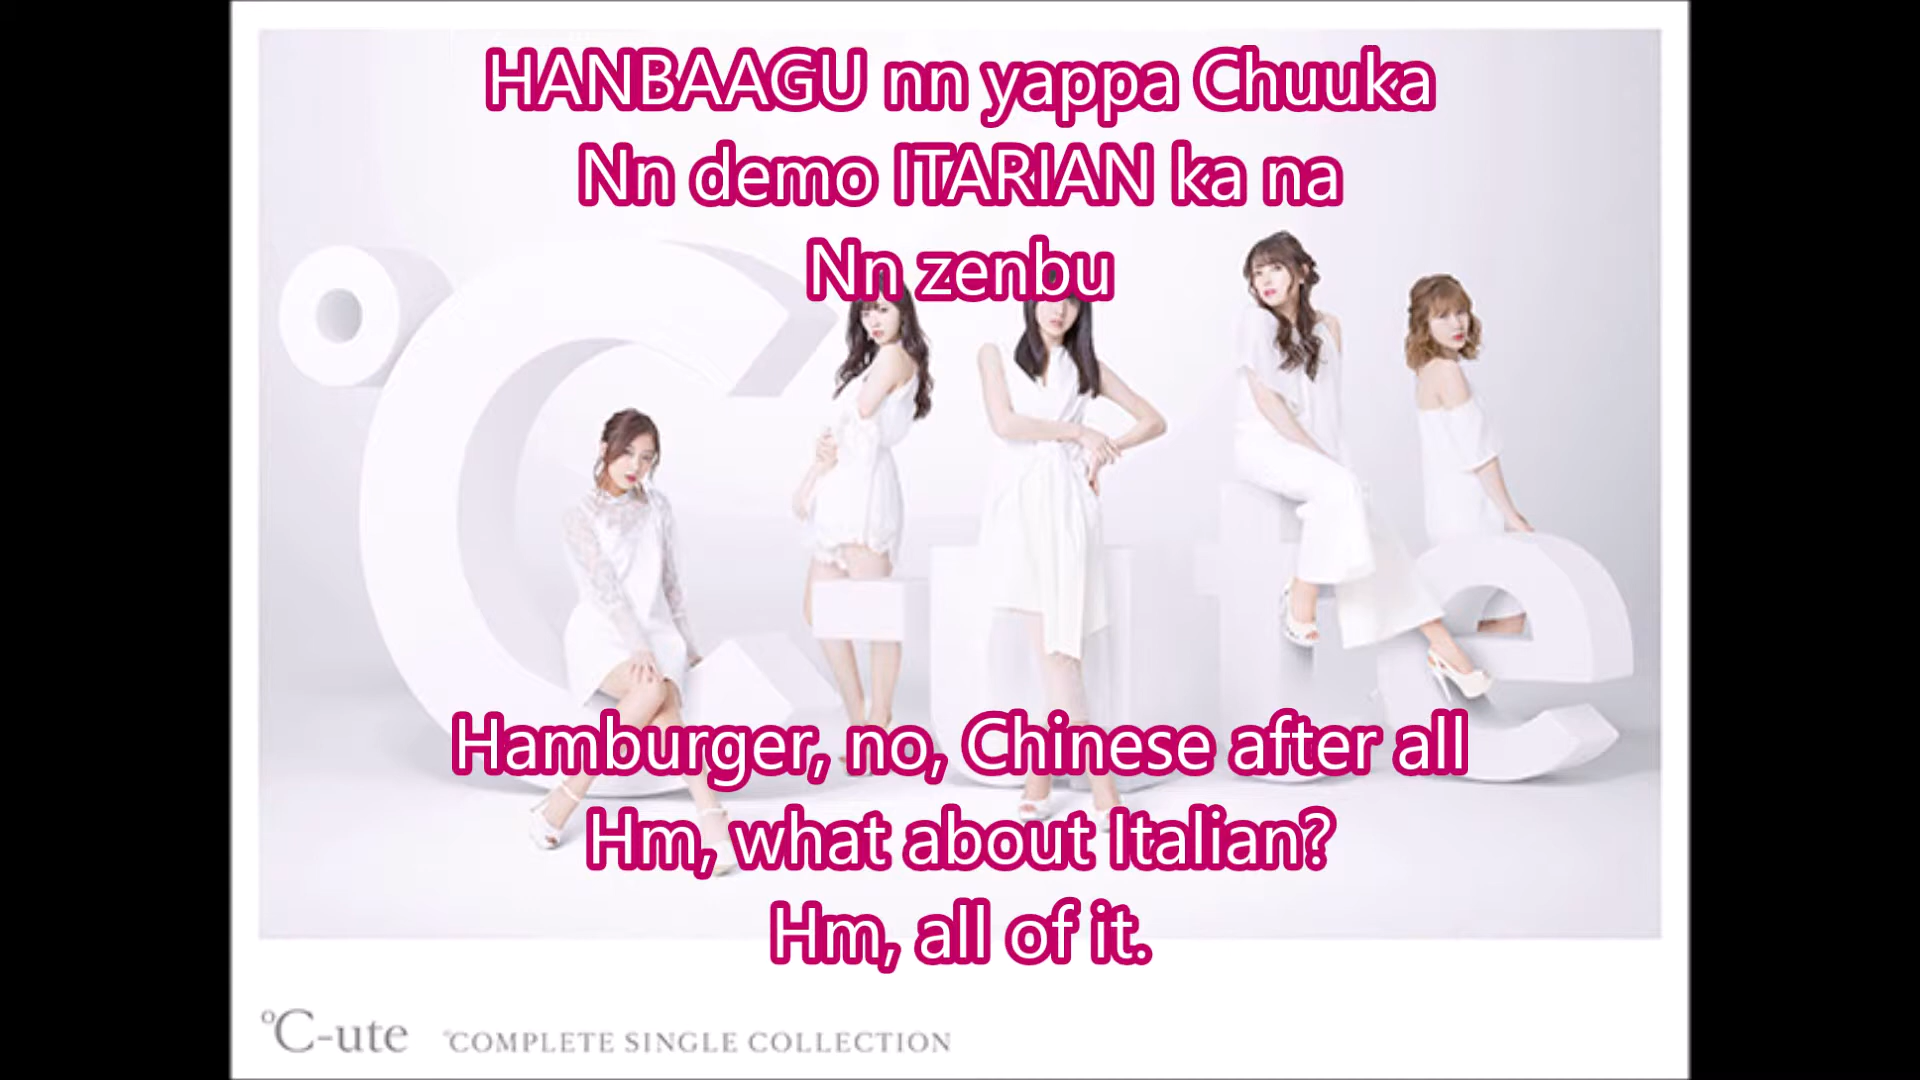 HANBAAGU nn yappa Chuuka
Nn demo ITARIAN ka na
Nn zenbu
°C-ute
Hamburger, no, Chinese after all
Hm, what about Italian?
Hm, all of it.
°C-ute °COMPLETE SINGLE COLLECTION